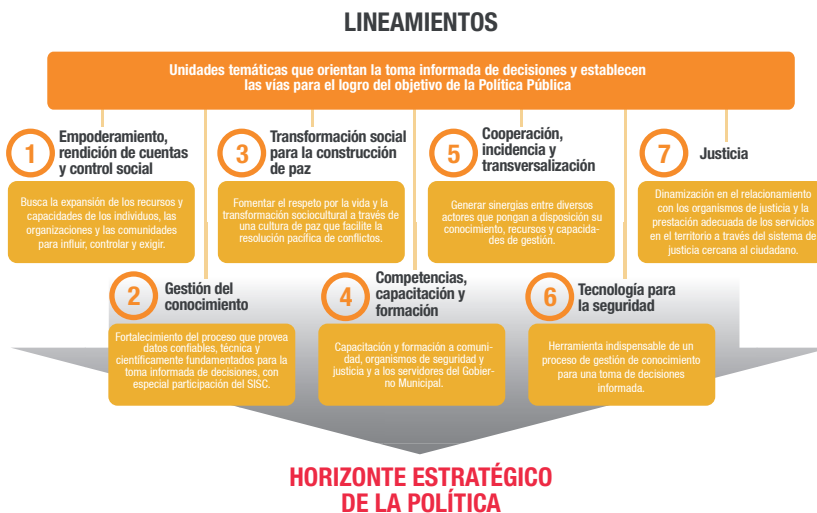 LINEAMIENTOS
Unidades temáticas que orientan la toma informada de decisiones y establecen
las vías para el logro del objetivo de la Política Pública
1
Empoderamiento,
rendición de cuentas
y control social
Busca la expansión de los recursos y
capacidades de los individuos, las
organizaciones y las comunidades
para influir, controlar y exigir.
2
Gestión del
conocimiento
Fortalecimiento del proceso que provea
datos confiables, técnica y
científicamente fundamentados para la
toma informada de decisiones, con
especial participación del SISC.
3
Transformación social
para la construcción
de paz
Fomentar el respeto por la vida y la
transformación sociocultural a través de
una cultura de paz que facilite la
resolución pacífica de conflictos.
4
Competencias,
capacitación y
formación
Capacitación y formación a comuni-
dad, organismos de seguridad y
justicia y a los servidores del Gobier-
no Municipal.
5
Cooperación,
incidencia y
transversalización
Generar sinergias entre diversos
actores que pongan a disposición su
conocimiento, recursos y capacida-
des de gestión.
6
Tecnología para
la seguridad
Herramienta indispensable de un
proceso de gestión de conocimiento
para una toma de decisiones
informada.
7
Justicia
Dinamización en el relacionamiento
con los organismos de justicia y la
prestación adecuada de los servicios
en el territorio a través del sistema de
justicia cercana al ciudadano.
HORIZONTE ESTRATÉGICO
DE LA POLÍTICA